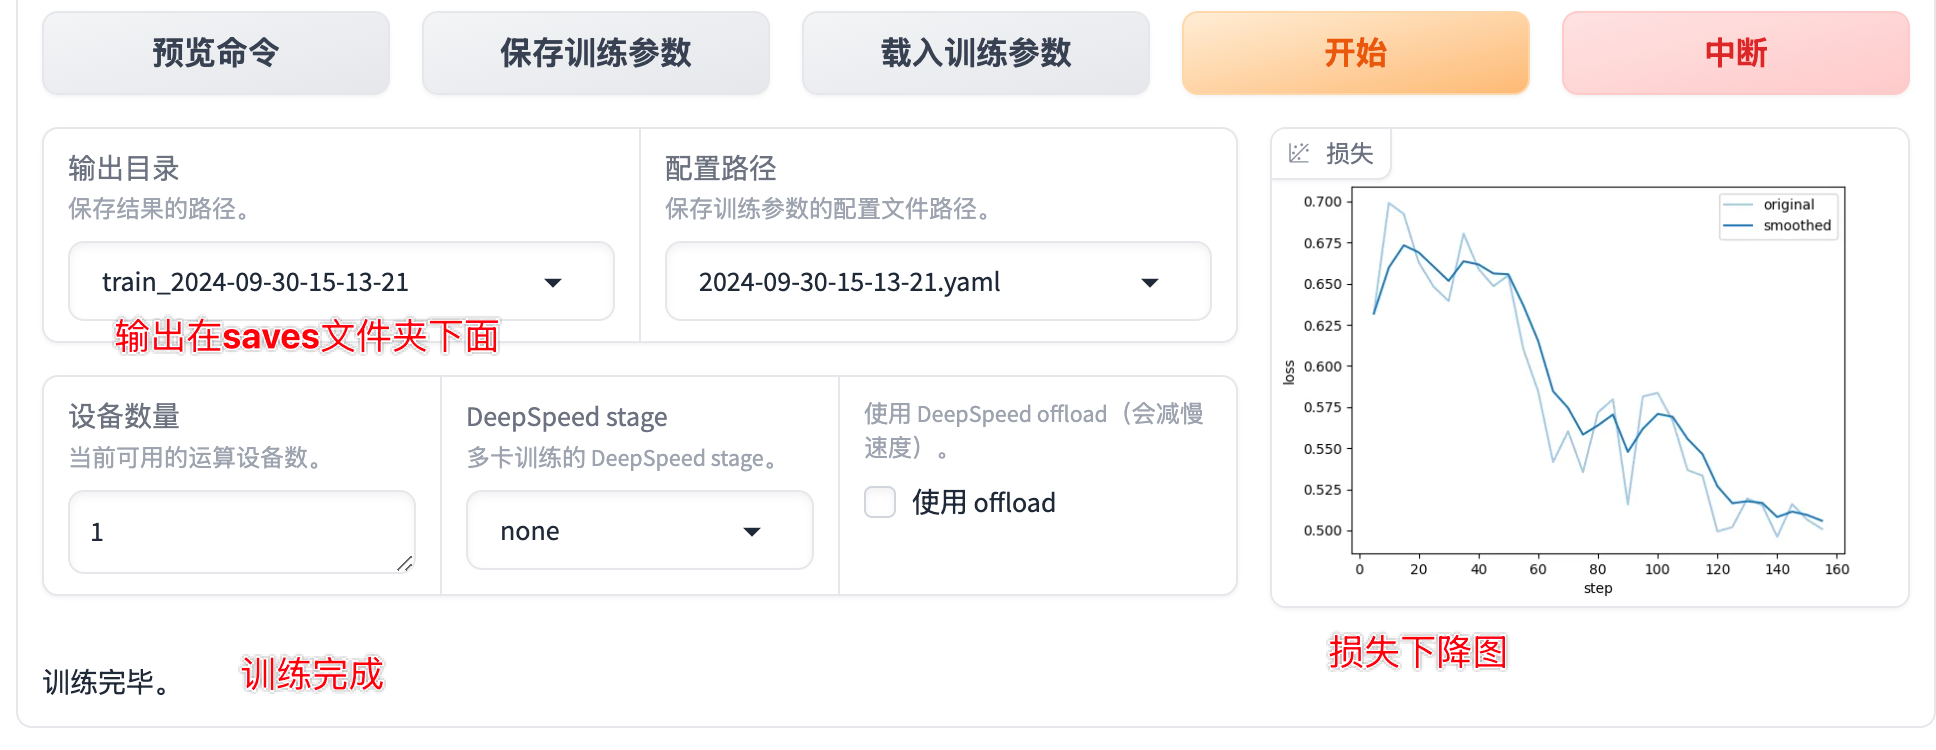 预览命令
保存训练参数
载入训练参数
开始
中断
输出目录
保存结果的路径。
train_2024-09-30-15-13-21
输出在saves文件夹下面
配置路径
保存训练参数的配置文件路径。
2024-09-30-15-13-21.yaml
设备数量
当前可用的运算设备数。
1
DeepSpeed stage
多卡训练的 DeepSpeed stage。
none
使用 DeepSpeed offload（会减慢
速度）。
使用 offload
损失
original
smoothed
0.700
0.675
0.650
0.625
0.600
0.575
0.550
0.525
0.500
loss
0 20 40 60 80 100 120 140 160
step
损失下降图
训练完毕。
训练完成